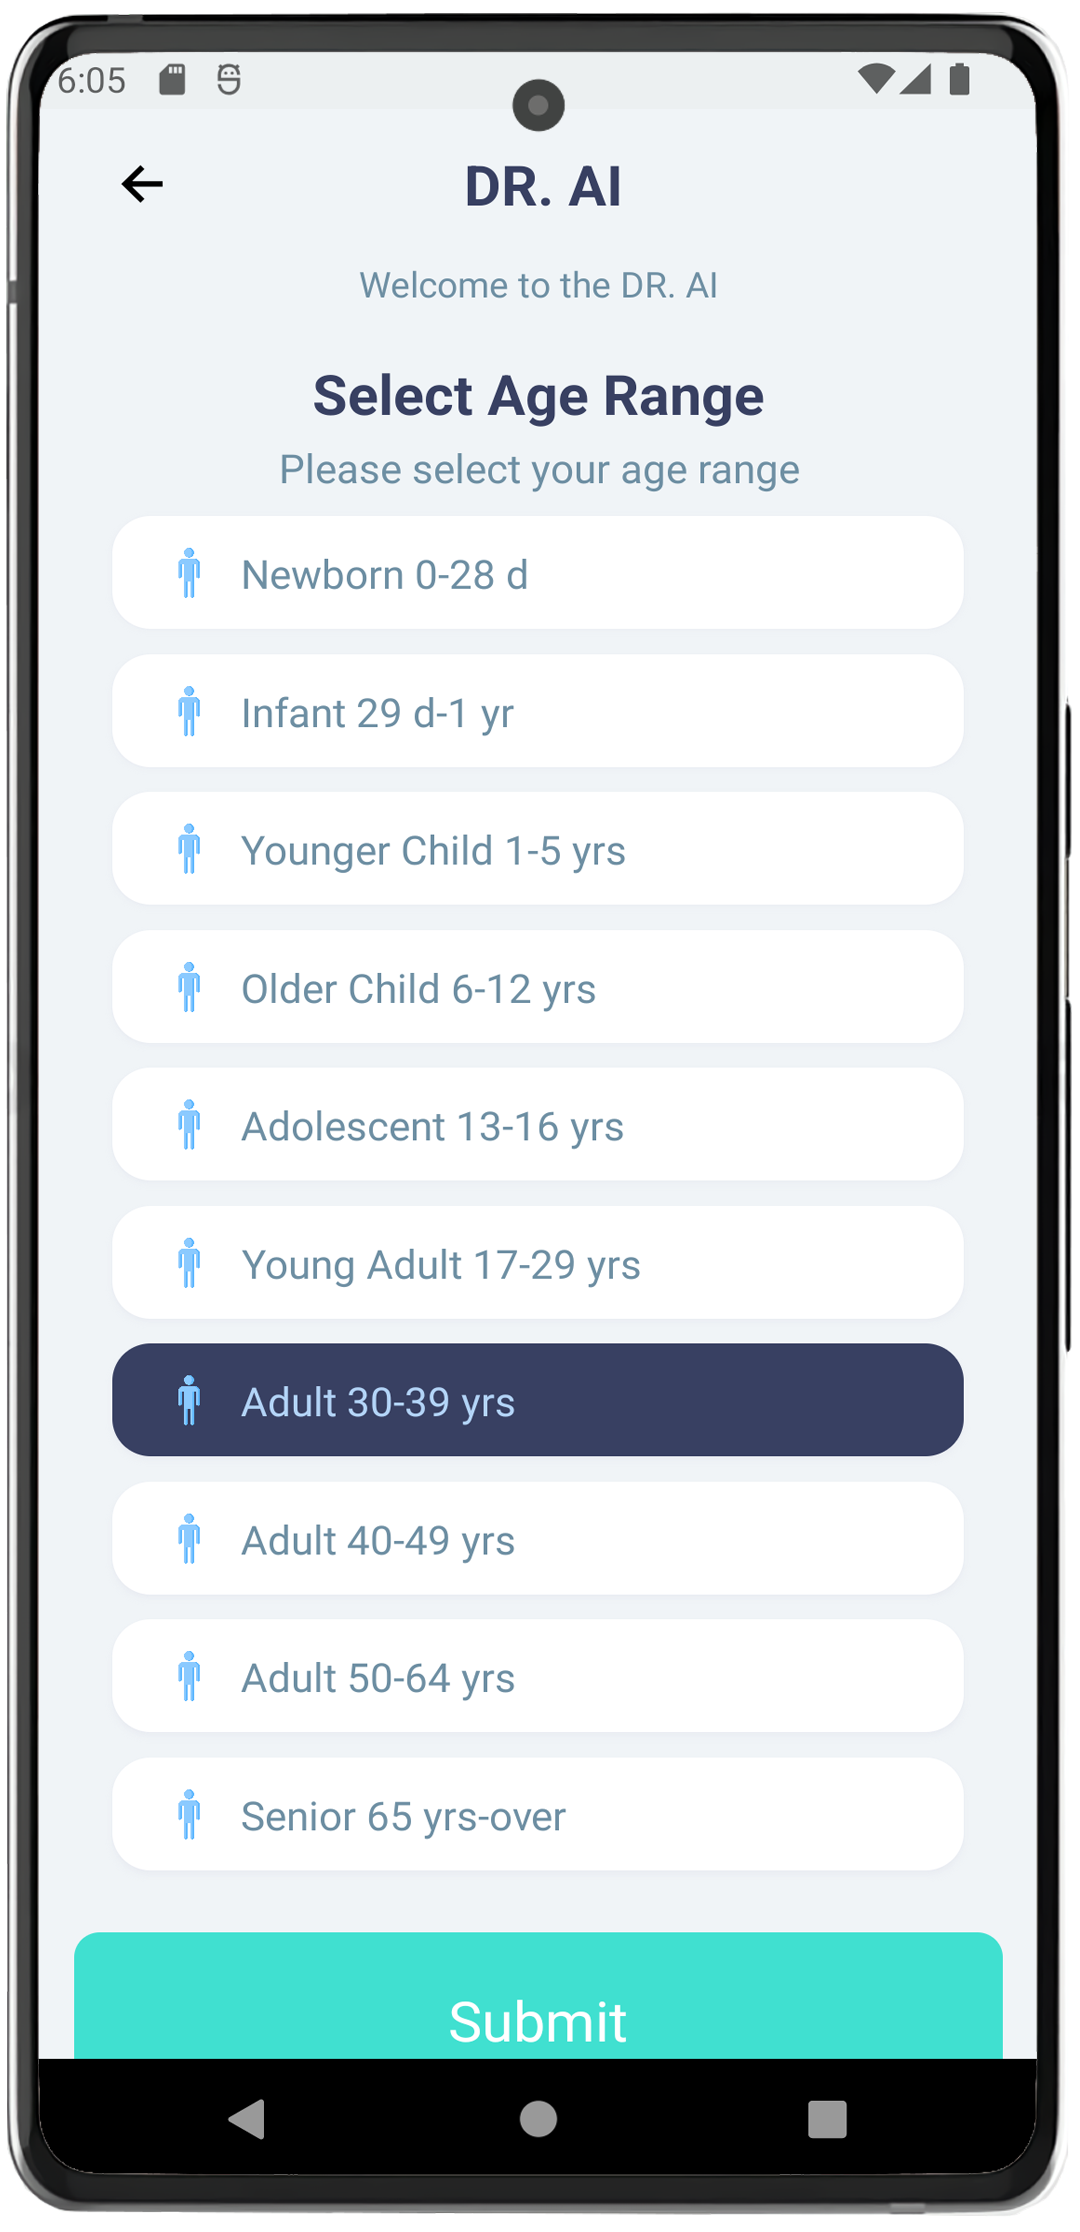 6:05
DR. AI
Welcome to the DR. AI
Select Age Range
Please select your age range
Newborn 0-28 d
Infant 29 d-1 yr
Younger Child 1-5 yrs
Older Child 6-12 yrs
Adolescent 13-16 yrs
Young Adult 17-29 yrs
Adult 30-39 yrs
Adult 40-49 yrs
Adult 50-64 yrs
Senior 65 yrs-over
Submit